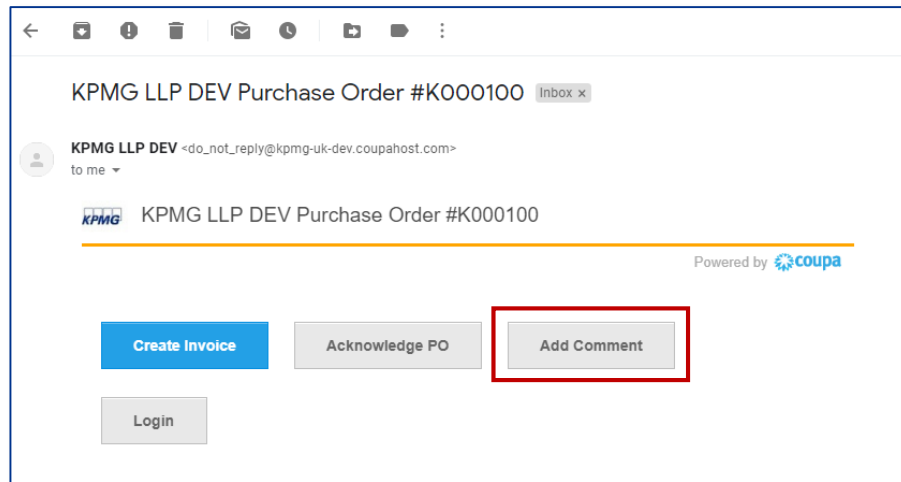 KPMG LLP DEV Purchase Order #K000100 Inbox x
KPMG LLP DEV <do_not_reply@kpmg-uk-dev.coupahost.com>
to me
KPMG KPMG LLP DEV Purchase Order #K000100
Powered by coupa
Create Invoice Acknowledge PO Add Comment
Login